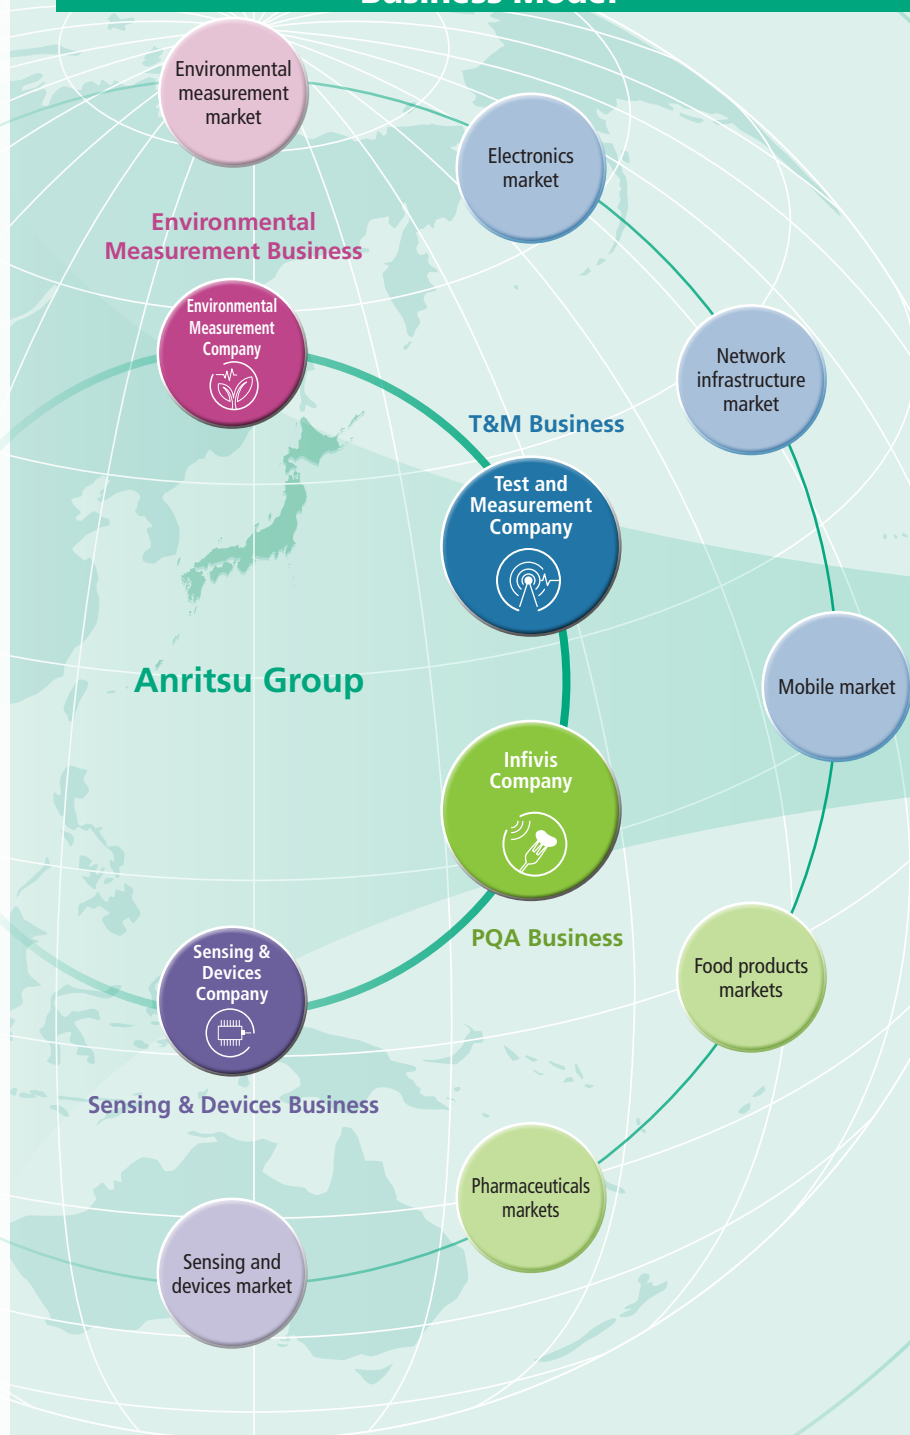 Business Model
Environmental
measurement
market
Electronics
market
Environmental
Measurement Business
Environmental
Measurement
Company
Network
infrastructure
market
T&M Business
Test and
Measurement
Company
Anritsu Group
Mobile market
Infivis
Company
PQA Business
Food products
markets
Sensing &
Devices
Company
Sensing & Devices Business
Pharmaceuticals
markets
Sensing and
devices market